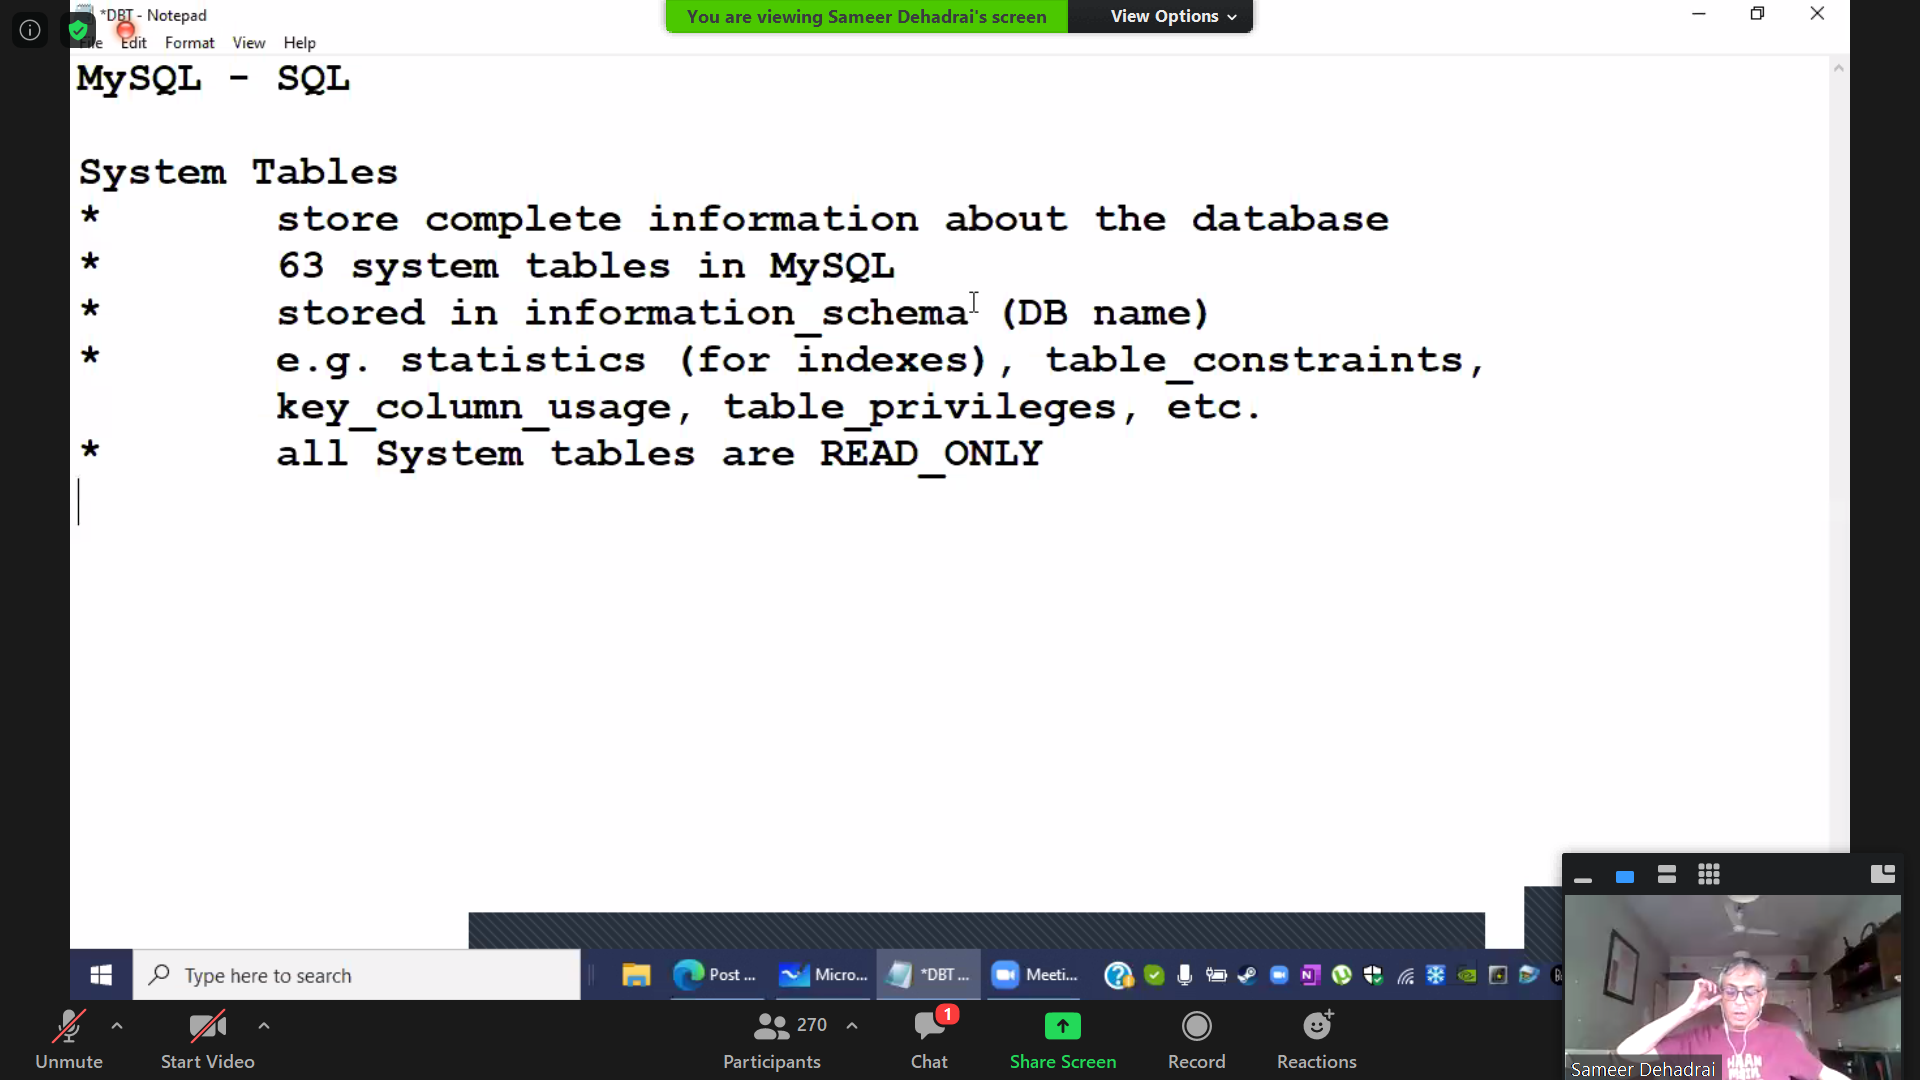 *DBT - Notepad
You are viewing Sameer Dehadrai's screen
View Options
File Edit Format View Help
MySQL - SQL
System Tables
* store complete information about the database
* 63 system tables in MySQL
* stored in information_schema (DB name)
* e.g. statistics (for indexes), table_constraints,
key_column_usage, table_privileges, etc.
* all System tables are READ_ONLY
Type here to search
Post ...
Micro...
*DBT ...
Meeti...
HAAN
Sameer Dehadrai
Unmute
Start Video
270
Participants
1
Chat
Share Screen
Record
Reactions